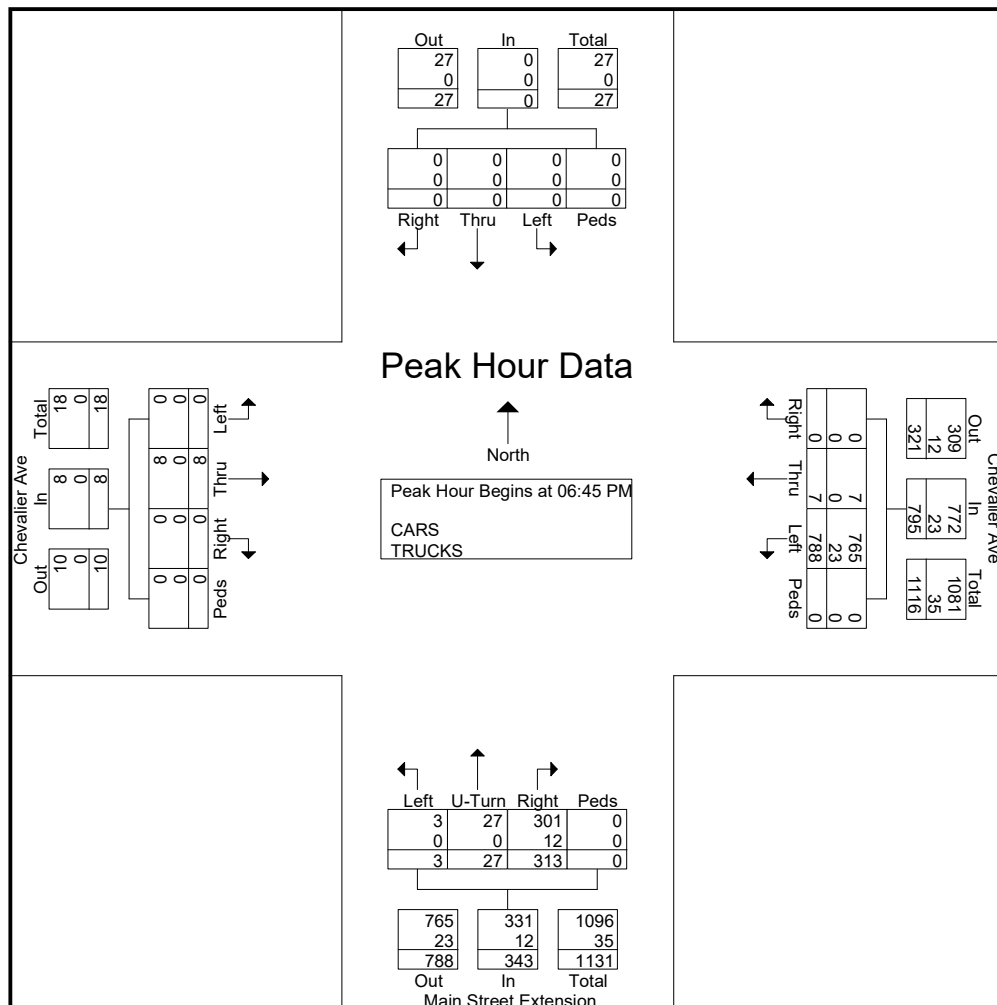 Out In Total
27 0 27
0 0 0
27 0 27
0 0 0 0
0 0 0 0
0 0 0 0
Right Thru Left Peds
Peak Hour Data
North
Peak Hour Begins at 06:45 PM
CARS
TRUCKS
Chevalier Ave
Out In Total
10 8 18
0 0 0
10 8 18
Peds Right Thru Left
0 0 8 0
0 0 0 0
0 0 8 0
Chevalier Ave
Out In Total
309 772 1081
12 23 35
321 795 1116
Right Thru Left Peds
0 7 765 0
0 0 23 0
0 7 788 0
Left U-Turn Right Peds
3 27 301 0
0 0 12 0
3 27 313 0
765 331 1096
23 12 35
788 343 1131
Out In Total
Main Street Extension